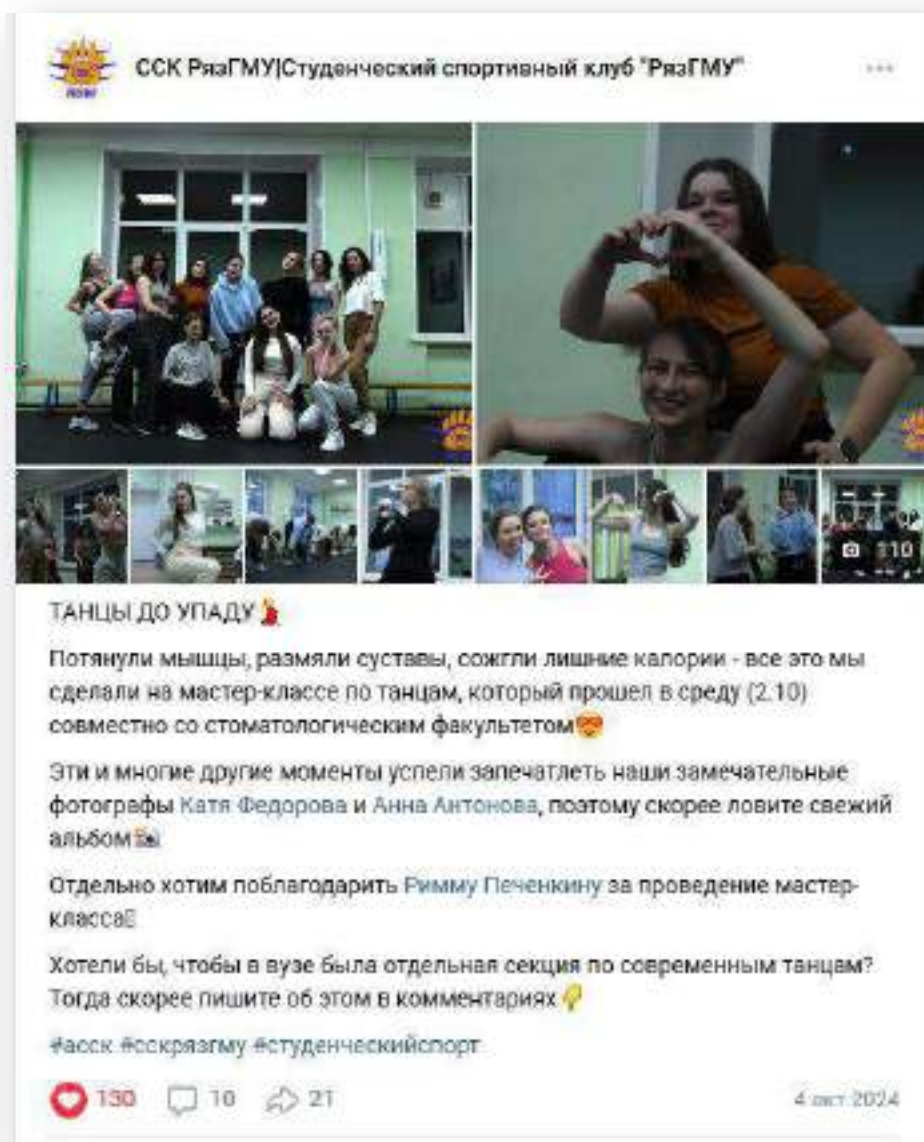 ССК РязГМУ|Студенческий спортивный клуб "РязГМУ"
110
ТАНЦЫ ДО УПАДУ
Потянули мышцы, размяли суставы, сожгли лишние калории - все это мы
сделали на мастер-классе по танцам, который прошел в среду (2.10)
совместно со стоматологическим факультетом
Эти и многие другие моменты успели запечатлеть наши замечательные
фотографы Катя Федорова и Анна Антонова, поэтому скорее ловите свежий
альбом
Отдельно хотим поблагодарить Римму Печенкину за проведение мастер-
класса
Хотели бы, чтобы в вузе была отдельная секция по современным танцам?
Тогда скорее пишите об этом в комментариях
#асск #сскрязгму #студенческийспорт
130 10 21
4 окт 2024